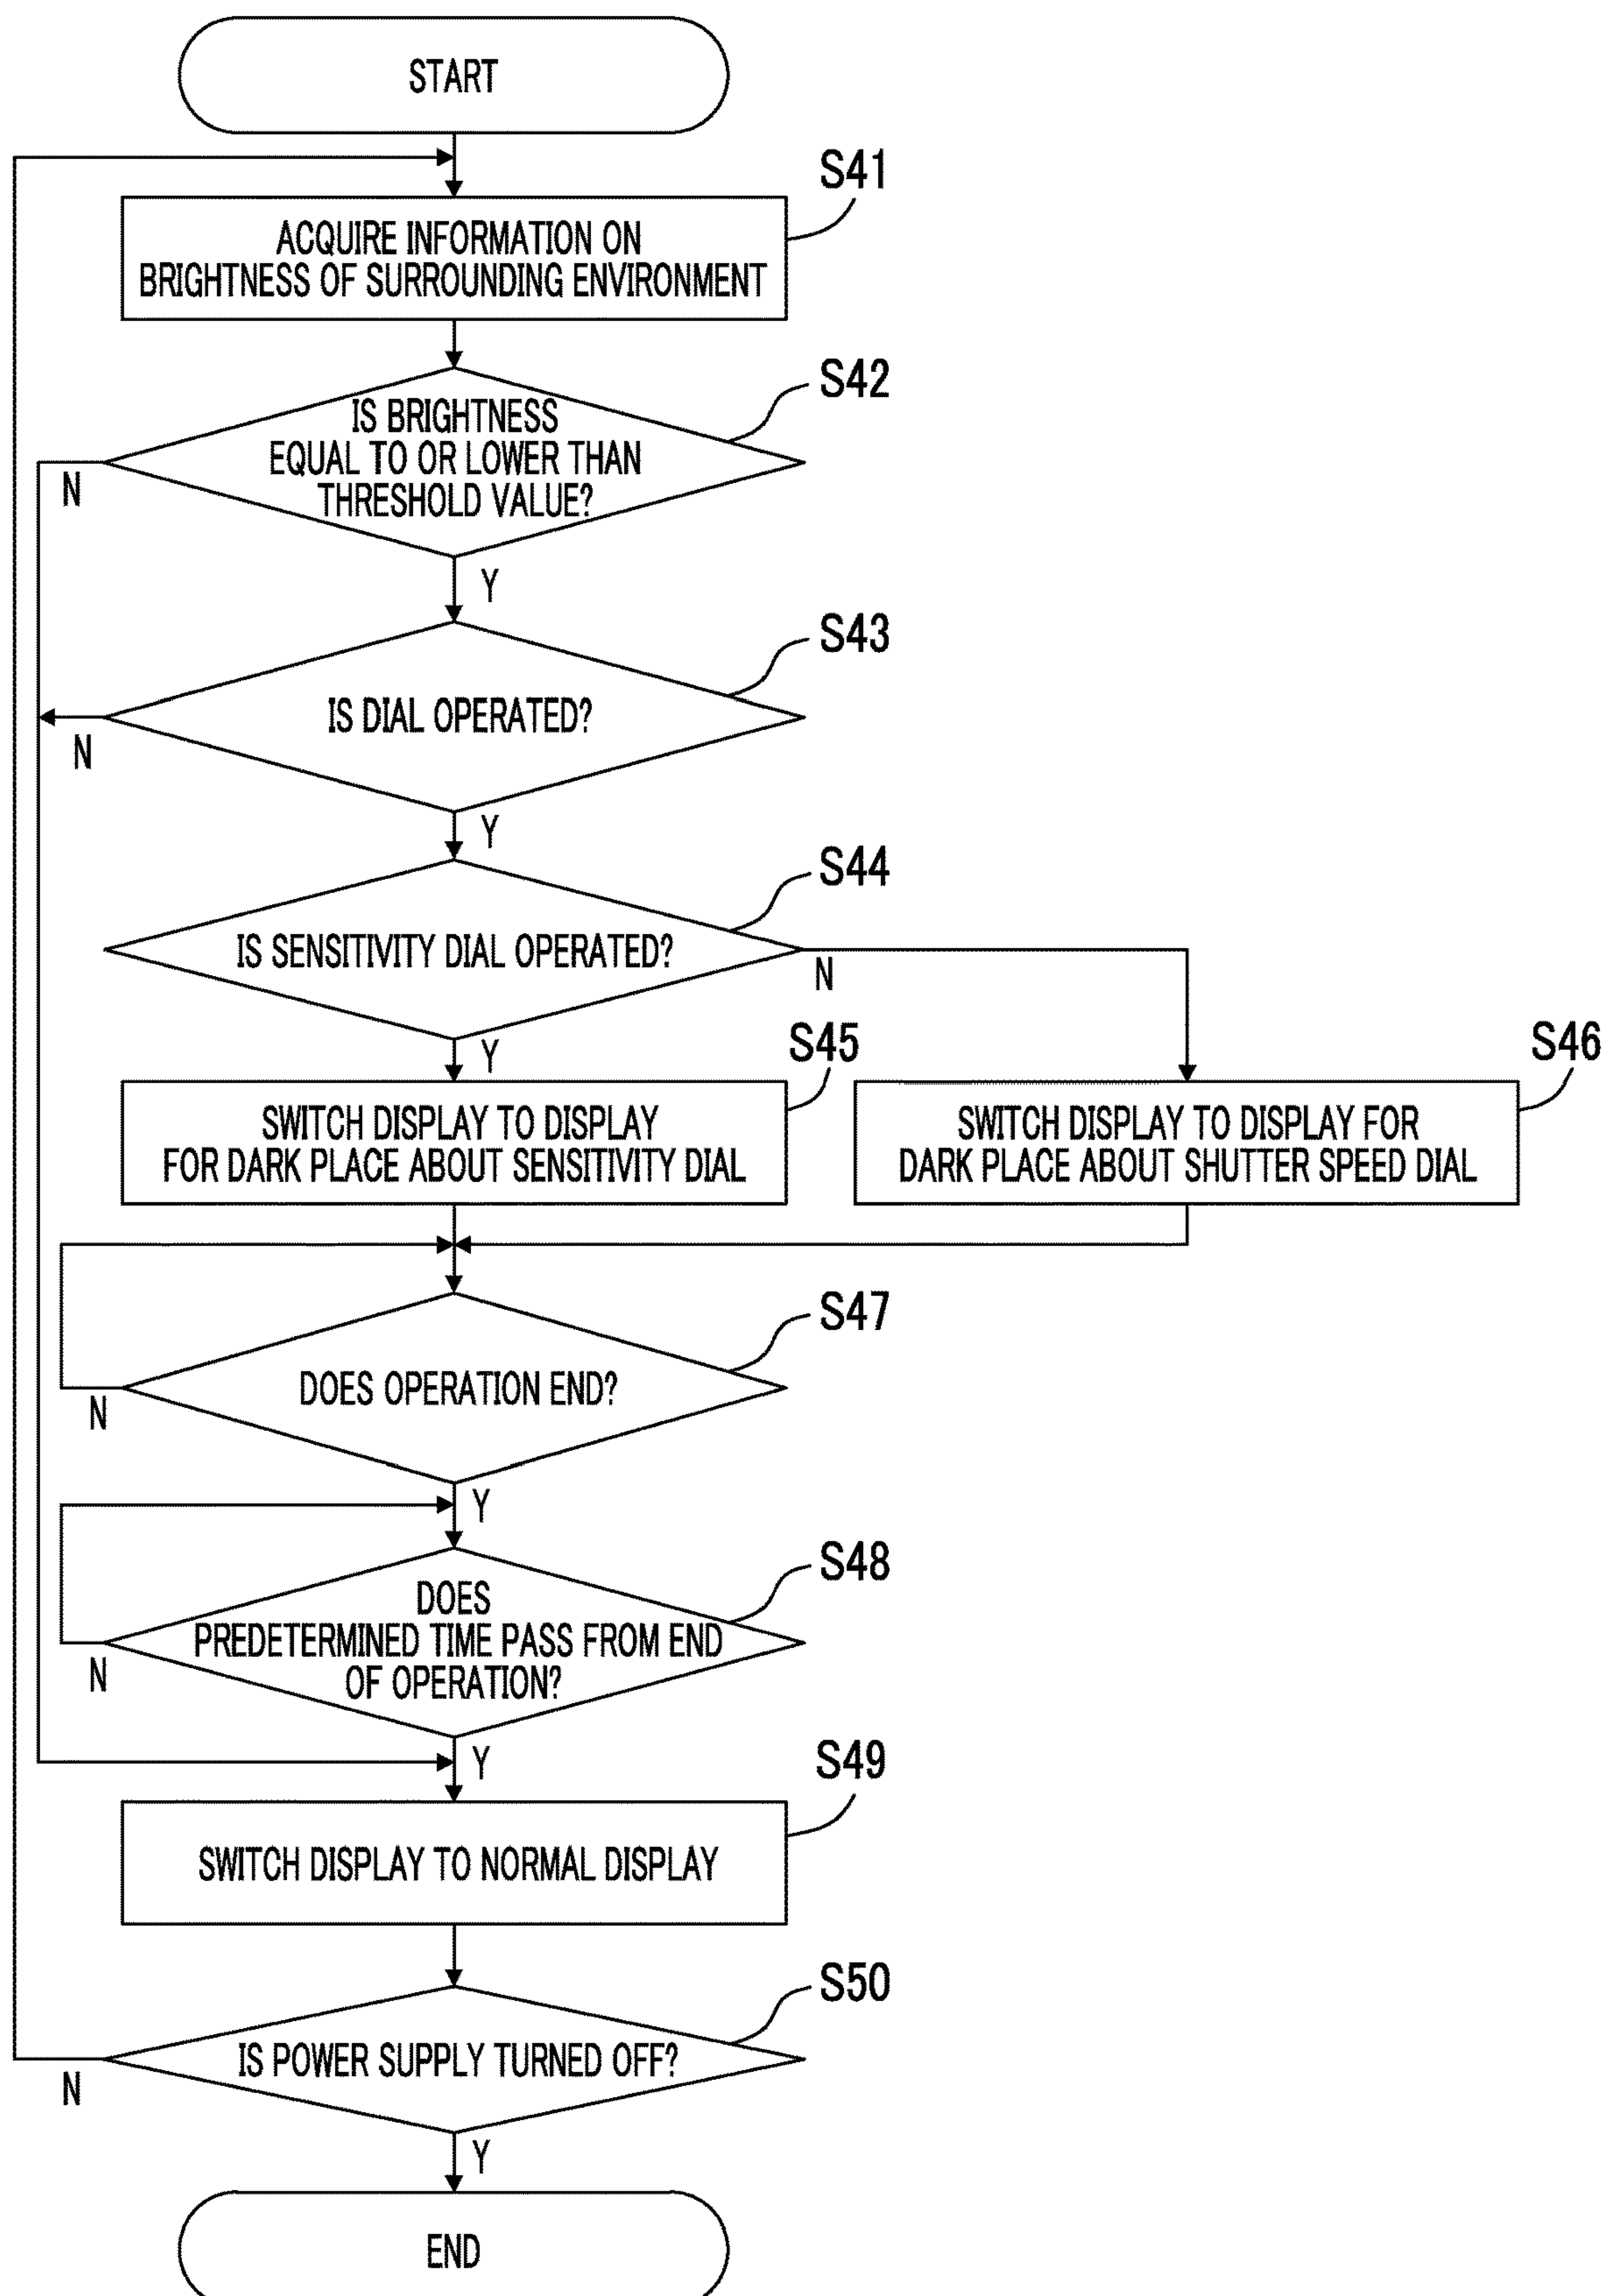 START
S41
ACQUIRE INFORMATION ON
BRIGHTNESS OF SURROUNDING ENVIRONMENT
S42
IS BRIGHTNESS
EQUAL TO OR LOWER THAN
THRESHOLD VALUE?
N
Y
S43
IS DIAL OPERATED?
N
Y
S44
IS SENSITIVITY DIAL OPERATED?
N
Y
S45
SWITCH DISPLAY TO DISPLAY
FOR DARK PLACE ABOUT SENSITIVITY DIAL
S46
SWITCH DISPLAY TO DISPLAY FOR
DARK PLACE ABOUT SHUTTER SPEED DIAL
S47
DOES OPERATION END?
N
Y
S48
DOES
PREDETERMINED TIME PASS FROM END
OF OPERATION?
N
Y
S49
SWITCH DISPLAY TO NORMAL DISPLAY
S50
IS POWER SUPPLY TURNED OFF?
N
Y
END